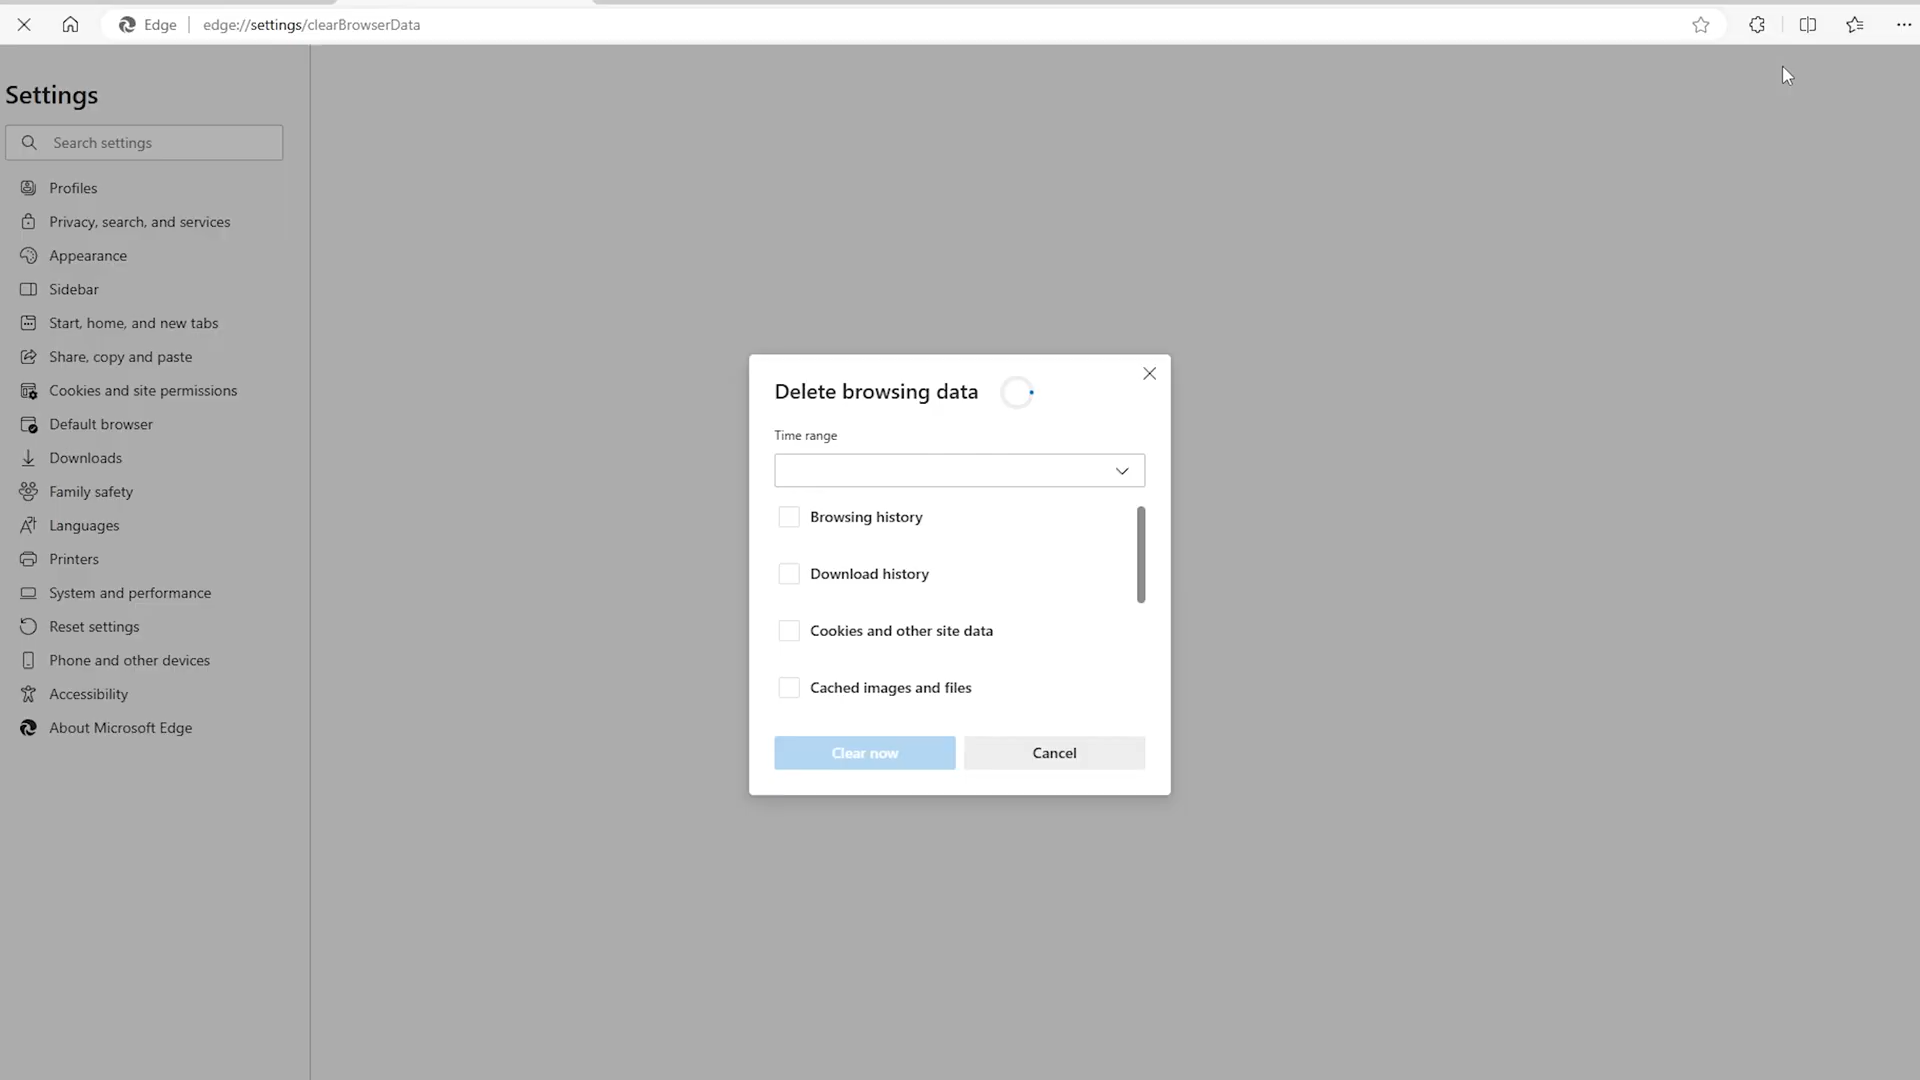 Edge
edge://settings/clearBrowserData
Settings
Search settings
Profiles
Privacy, search, and services
Appearance
Sidebar
Start, home, and new tabs
Share, copy and paste
Cookies and site permissions
Default browser
Downloads
Family safety
Languages
Printers
System and performance
Reset settings
Phone and other devices
Accessibility
About Microsoft Edge
Delete browsing data
Time range
Browsing history
Download history
Cookies and other site data
Cached images and files
Clear now
Cancel